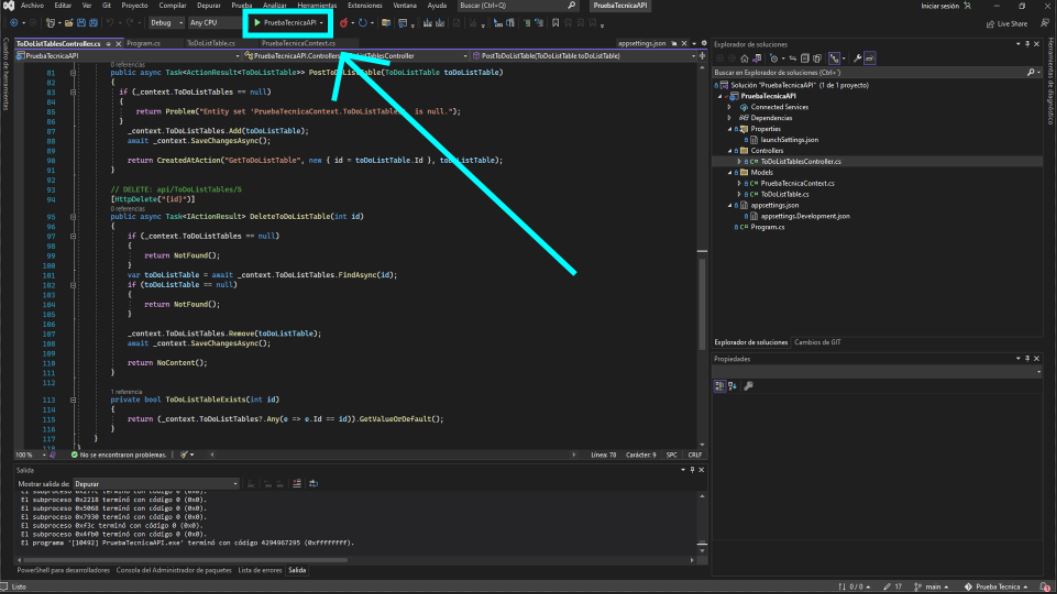 Archivo Editar Ver Git Proyecto Compilar Depurar Prueba Analizar Herramientas Extensiones Ventana Ayuda Buscar (Ctrl+Q) PruebaTecnicaAPI Iniciar sesión
Debug Any CPU PruebaTecnicaAPI Live Share
Cuadro de herramientas
Herramientas de diagnóstico
ToDoListTablesController.cs Program.cs ToDoListTable.cs PruebaTecnicaContext.cs appsettings.json
PruebaTecnicaAPI PostToDoListTable(ToDoListTable toDoListTable)
0 referencias
81 public async Task<ActionResult<ToDoListTable>> (ToDoListTable toDoListTable)
82 {
83 if (_context.ToDoListTables == null)
84 {
85 return Problem("Entity set 'PruebaTecnicaContext.ToDoListTables' is null.");
86 }
87 _context.ToDoListTables.Add(toDoListTable);
88 await _context.SaveChangesAsync();
89
90 return CreatedAtAction("GetToDoListTable", new { id = toDoListTable.Id }, toDoListTable);
91 }
92
93 // DELETE: api/ToDoListTables/5
94 [HttpDelete("{id}")]
0 referencias
95 public async Task<IActionResult> DeleteToDoListTable(int id)
96 {
97 if (_context.ToDoListTables == null)
98 {
99 return NotFound();
100 }
101 var toDoListTable = await _context.ToDoListTables.FindAsync(id);
102 if (toDoListTable == null)
103 {
104 return NotFound();
105 }
106
107 _context.ToDoListTables.Remove(toDoListTable);
108 await _context.SaveChangesAsync();
109
110 return NoContent();
111 }
112
1 referencia
113 private bool ToDoListTableExists(int id)
114 {
115 return (_context.ToDoListTables?.Any(e => e.Id == id)).GetValueOrDefault();
116 }
117 }
118 }
100 % No se encontraron problemas. Línea: 78 Carácter: 9 SPC CRLF
Salida
Mostrar salida de: Depurar
El subproceso 0x277c terminó con código 0 (0x0).
El subproceso 0x2218 terminó con código 0 (0x0).
El subproceso 0x5068 terminó con código 0 (0x0).
El subproceso 0x7930 terminó con código 0 (0x0).
El subproceso 0xf3c terminó con código 0 (0x0).
El subproceso 0x4fb0 terminó con código 0 (0x0).
El programa '[10492] PruebaTecnicaAPI.exe' terminó con código 4294967295 (0xffffffff).
PowerShell para desarrolladores Consola del Administrador de paquetes Lista de errores Salida
Explorador de soluciones
Buscar en Explorador de soluciones (Ctrl+¨)
Solución "PruebaTecnicaAPI" (1 de 1 proyecto)
PruebaTecnicaAPI
Connected Services
Dependencias
Properties
launchSettings.json
Controllers
ToDoListTablesController.cs
Models
PruebaTecnicaContext.cs
ToDoListTable.cs
appsettings.json
appsettings.Development.json
Program.cs
Explorador de soluciones Cambios de GIT
Propiedades
Listo 0 / 0 17 main Prueba Tecnica